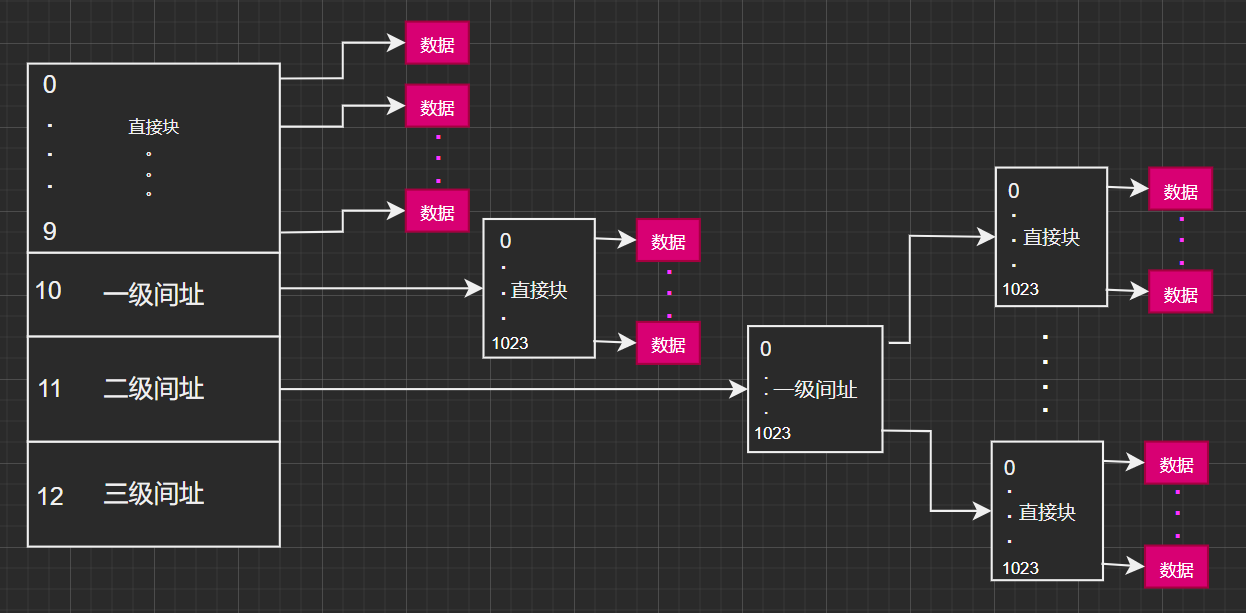 0
直接块
。
。
。
9
10 一级间址
11 二级间址
12 三级间址
数据
数据
数据
0
直接块
1023
数据
数据
0
一级间址
1023
0
直接块
1023
数据
数据
0
直接块
1023
数据
数据